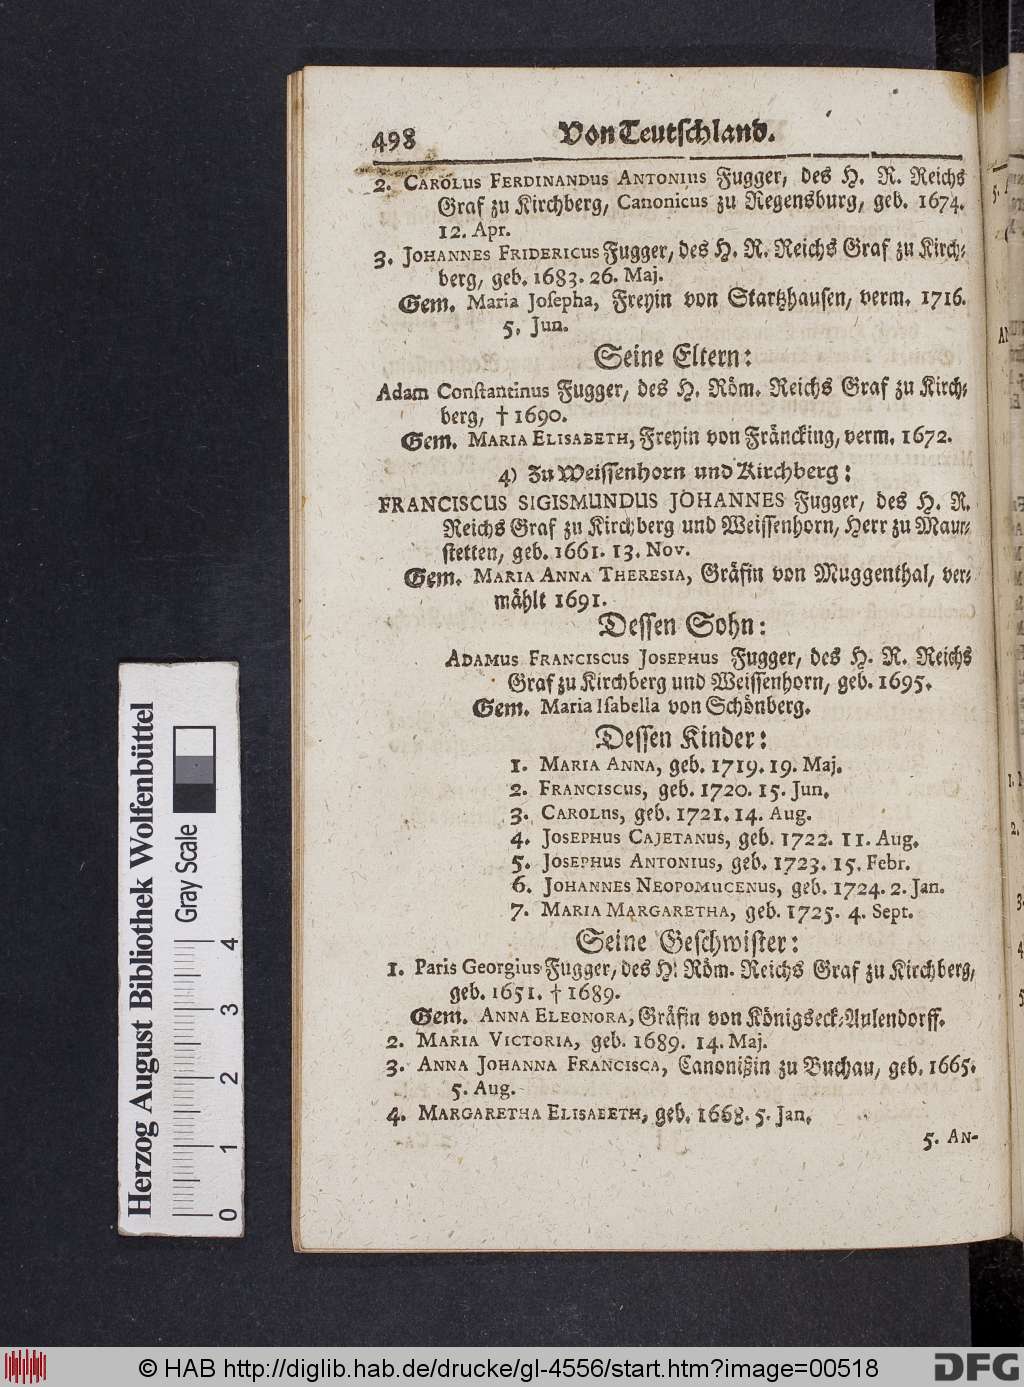 498 Von Teutschland.
2. CAROLUS FERDINANDUS ANTONIUS Fugger, des H. R. Reichs
Graf zu Kirchberg, Canonicus zu Regensburg, geb. 1674.
12. Apr.
3. JOHANNES FRIDERICUS Fugger, des H. R. Reichs Graf zu Kirch-
berg, geb. 1683. 26. Maj.
Gem. Maria Josepha, Freyin von Startzhausen, verm. 1716.
5. Jun.
Seine Eltern:
Adam Constantinus Fugger, des H. Röm. Reichs Graf zu Kirch-
berg, † 1690.
Gem. MARIA ELISABETH, Freyin von Fräncking, verm. 1672.
4) Zu Weissenhorn und Kirchberg:
FRANCISCUS SIGISMUNDUS JOHANNES Fugger, des H. R.
Reichs Graf zu Kirchberg und Weissenhorn, Herr zu Maur-
stetten, geb. 1661. 13. Nov.
Gem. MARIA ANNA THERESIA, Gräfin von Muggenthal, ver-
mählt 1691.
Dessen Sohn:
ADAMUS FRANCISCUS JOSEPHUS Fugger, des H. R. Reichs
Graf zu Kirchberg und Weissenhorn, geb. 1695.
Gem. Maria Isabella von Schönberg.
Dessen Kinder:
1. MARIA ANNA, geb. 1719. 19. Maj.
2. FRANCISCUS, geb. 1720. 15. Jun.
3. CAROLUS, geb. 1721. 14. Aug.
4. JOSEPHUS CAJETANUS, geb. 1722. 11. Aug.
5. JOSEPHUS ANTONIUS, geb. 1723. 15. Febr.
6. JOHANNES NEOPOMUCENUS, geb. 1724. 2. Jan.
7. MARIA MARGARETHA, geb. 1725. 4. Sept.
Seine Geschwister:
1. Paris Georgius Fugger, des H. Röm. Reichs Graf zu Kirchberg,
geb. 1651. † 1689.
Gem. ANNA ELEONORA, Gräfin von Königseck-Aulendorff.
2. MARIA VICTORIA, geb. 1689. 14. Maj.
3. ANNA JOHANNA FRANCISCA, Canonißin zu Buchau, geb. 1665.
5. Aug.
4. MARGARETHA ELISABETH, geb. 1668. 5. Jan.
5. AN-
Herzog August Bibliothek Wolfenbüttel
Gray Scale
0 1 2 3 4
© HAB http://diglib.hab.de/drucke/gl-4556/start.htm?image=00518
DFG